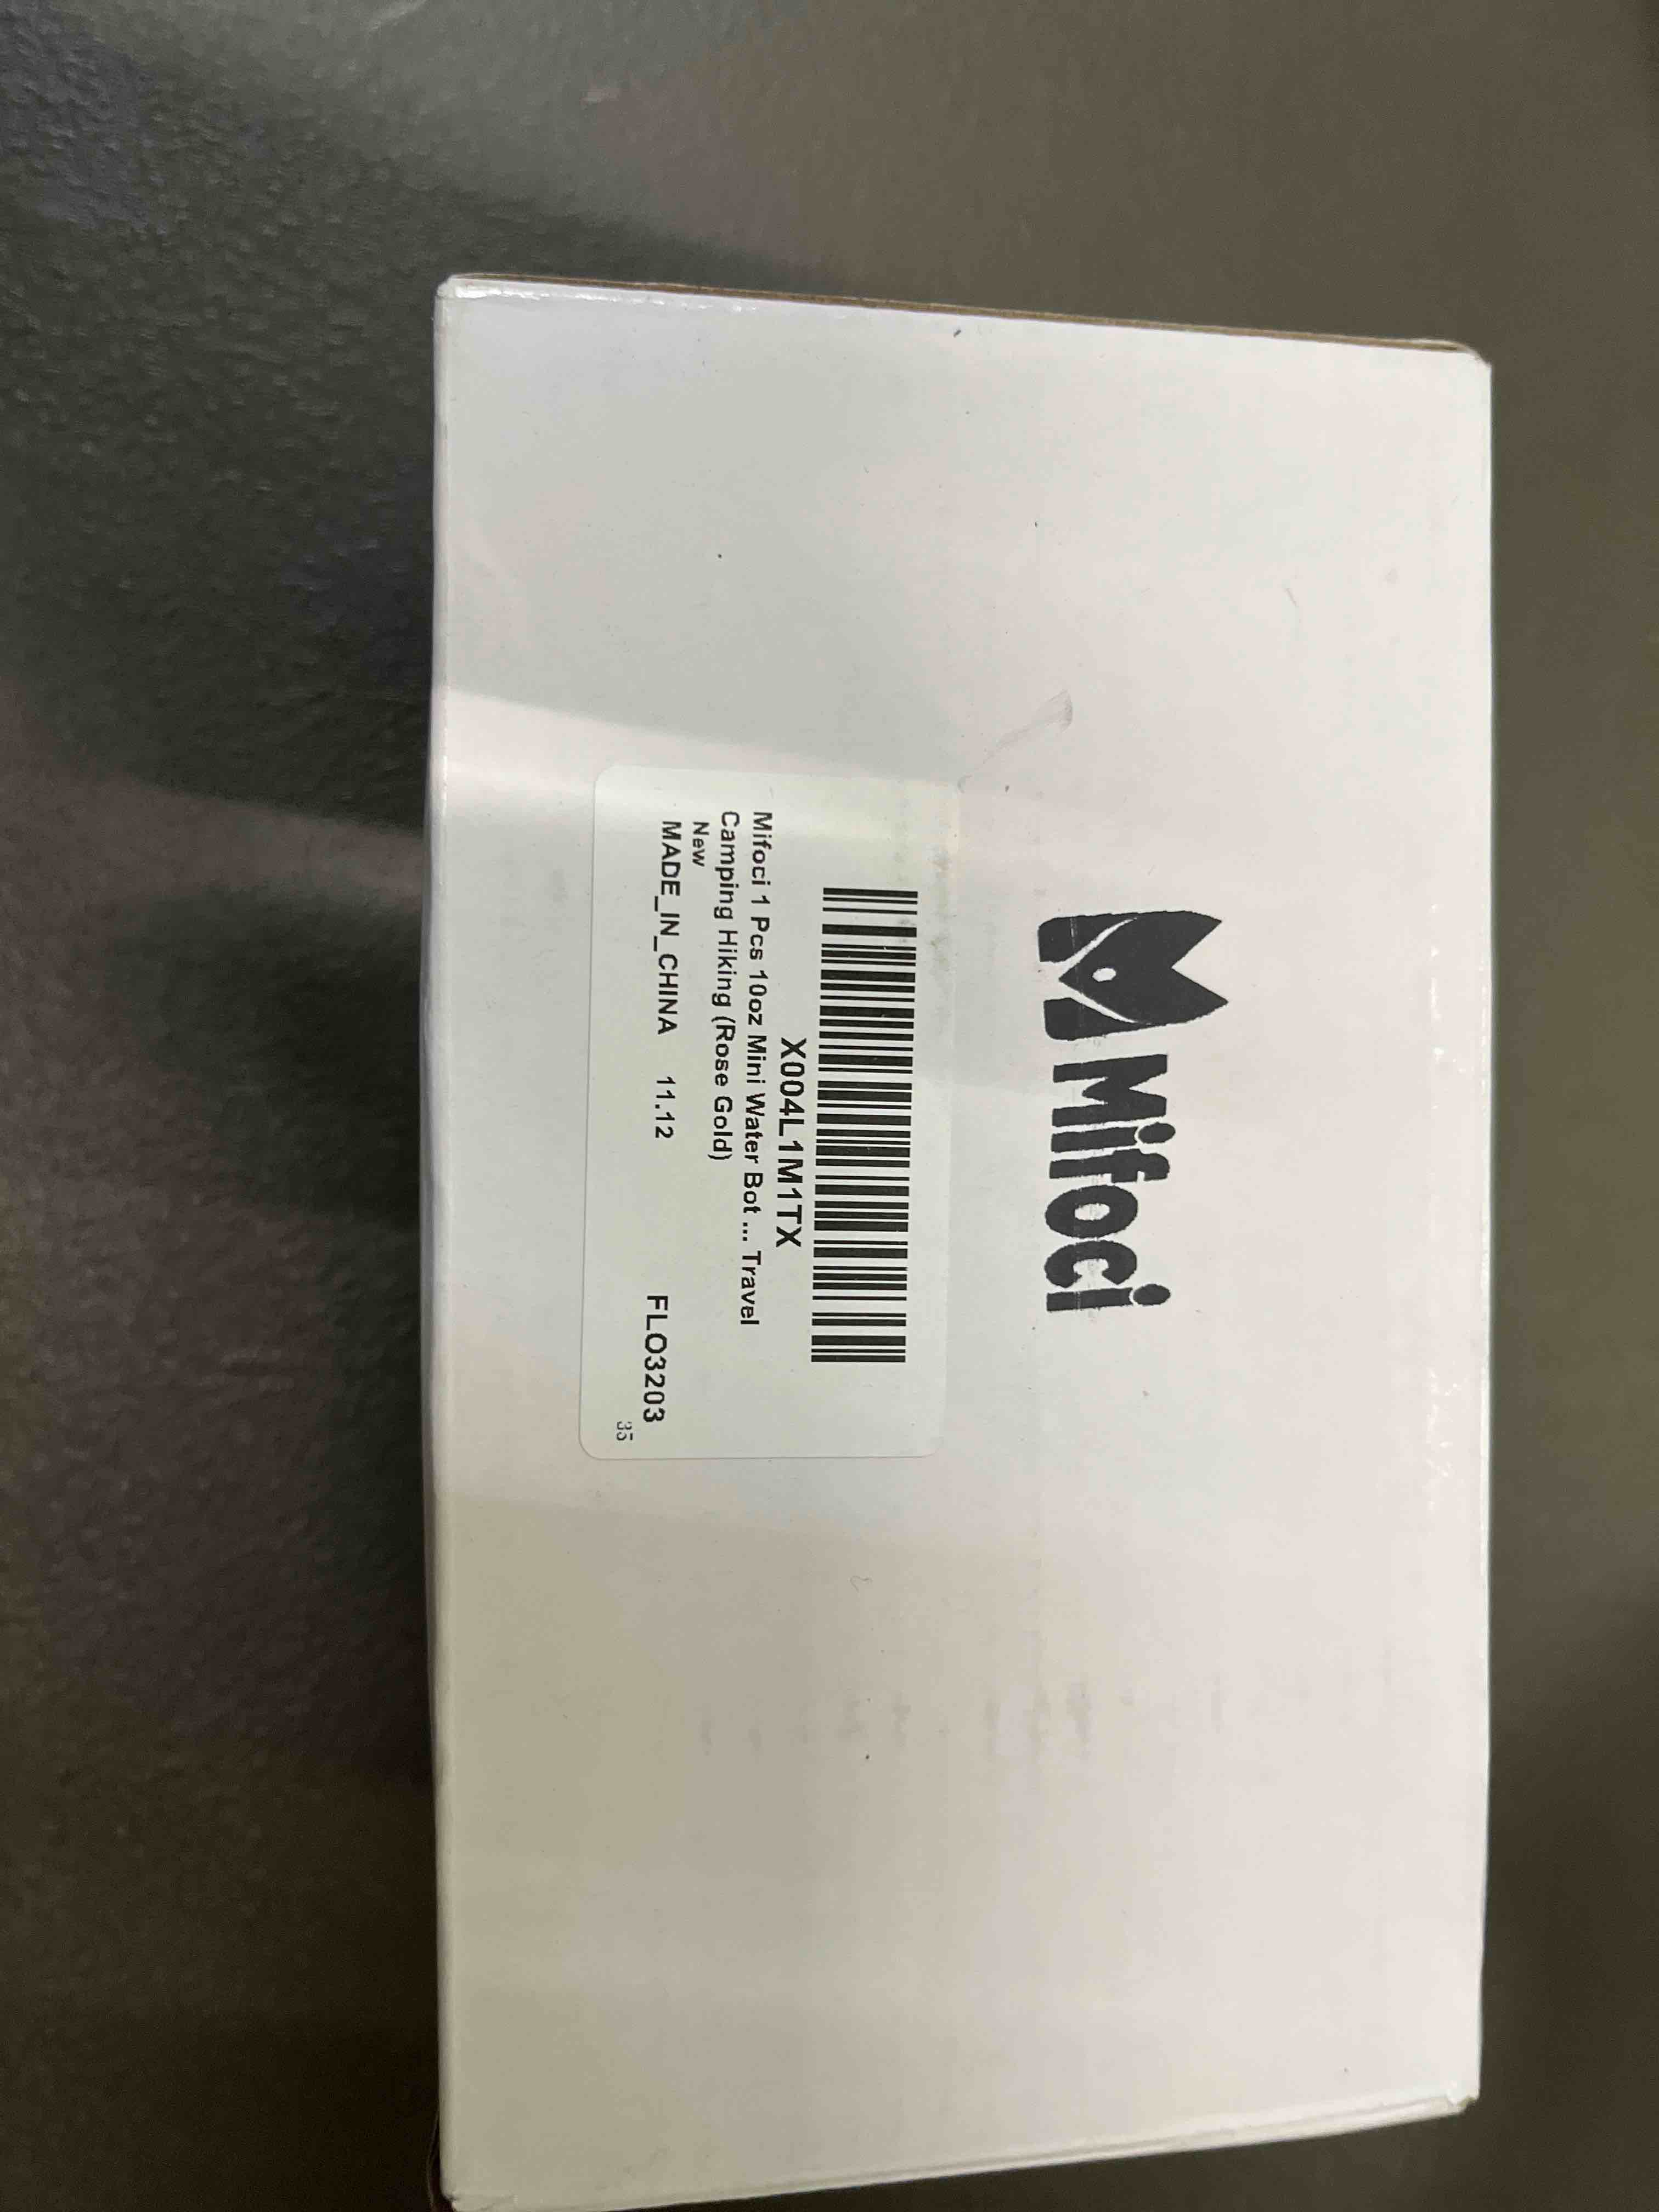 Mifoci
X004L1M1TX
Mifoci 1 Pcs 10oz Mini Water Bot ... Travel
Camping Hiking (Rose Gold)
New
MADE_IN_CHINA 11.12 FLO3203
35